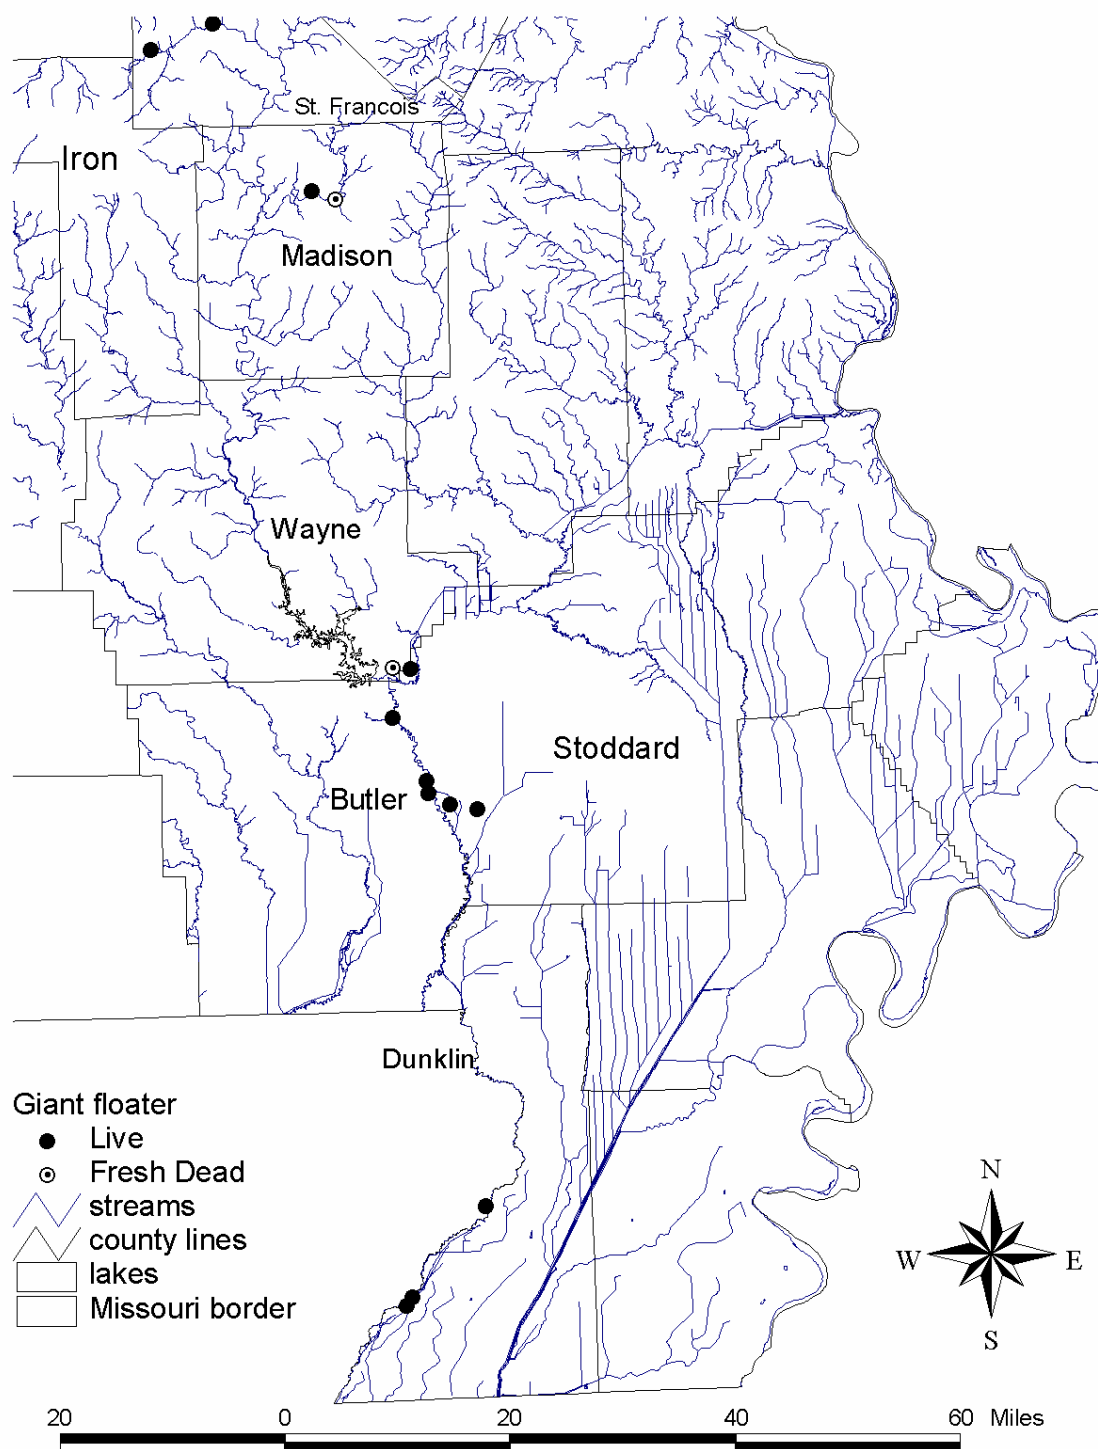 St. Francois
Iron
Madison
Wayne
Stoddard
Butler
Dunklin
Giant floater
Live
Fresh Dead
streams
county lines
lakes
Missouri border
N
W E
S
20 0 20 40 60 Miles